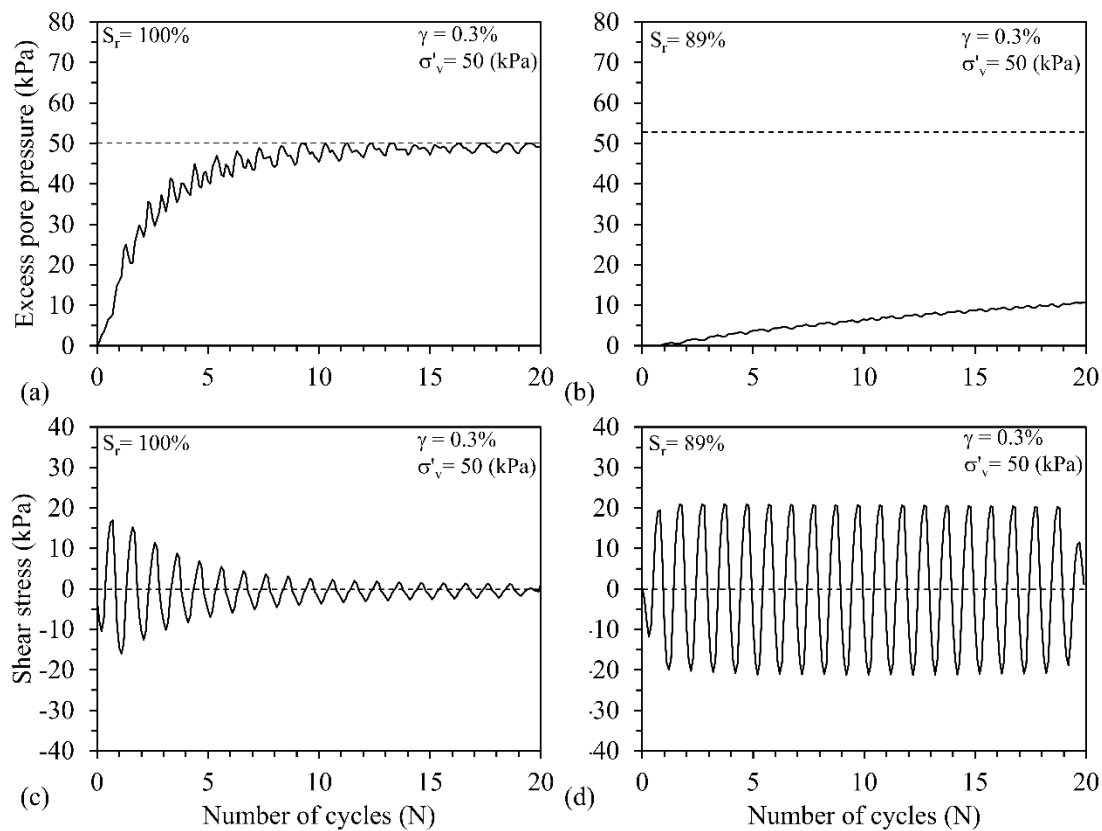 Excess pore pressure (kPa)
80
70
60
50
40
30
20
10
0
S_r= 100%
γ = 0.3%
σ'_v= 50 (kPa)
0
5
10
15
20
(a)
80
70
60
50
40
30
20
10
0
S_r= 89%
γ = 0.3%
σ'_v= 50 (kPa)
0
5
10
15
20
(b)
Shear stress (kPa)
40
30
20
10
0
-10
-20
-30
-40
S_r= 100%
γ = 0.3%
σ'_v= 50 (kPa)
0
5
10
15
20
Number of cycles (N)
(c)
40
30
20
10
0
-10
-20
-30
-40
S_r= 89%
γ = 0.3%
σ'_v= 50 (kPa)
0
5
10
15
20
Number of cycles (N)
(d)